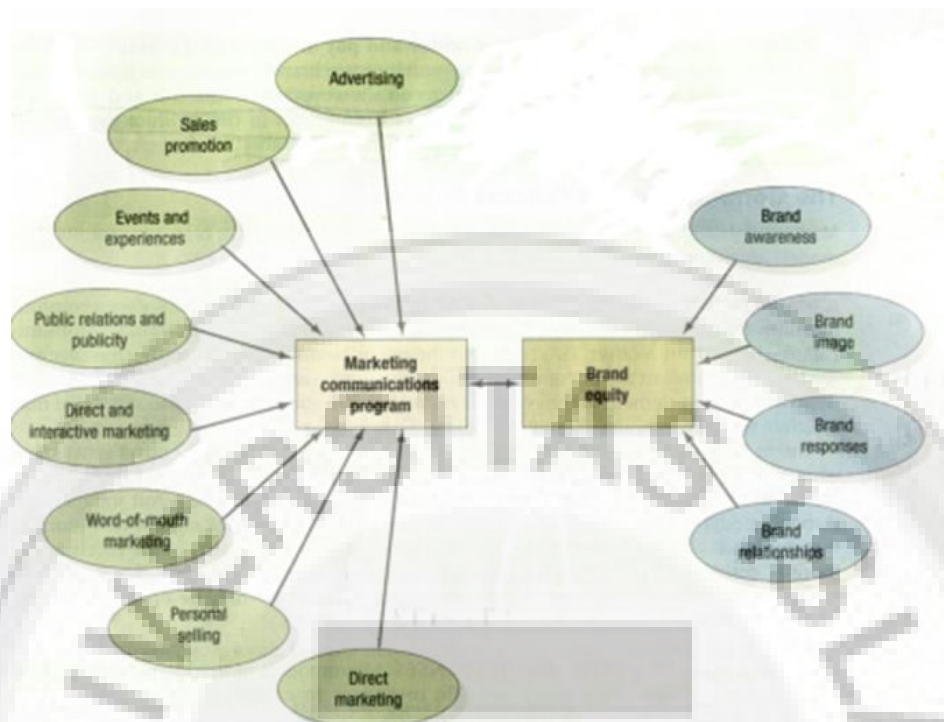 Advertising
Sales
promotion
Events and
experiences
Public relations and
publicity
Direct and
interactive marketing
Word-of-mouth
marketing
Personal
selling
Direct
marketing
Marketing
communications
program
Brand
equity
Brand
awareness
Brand
image
Brand
responses
Brand
relationships